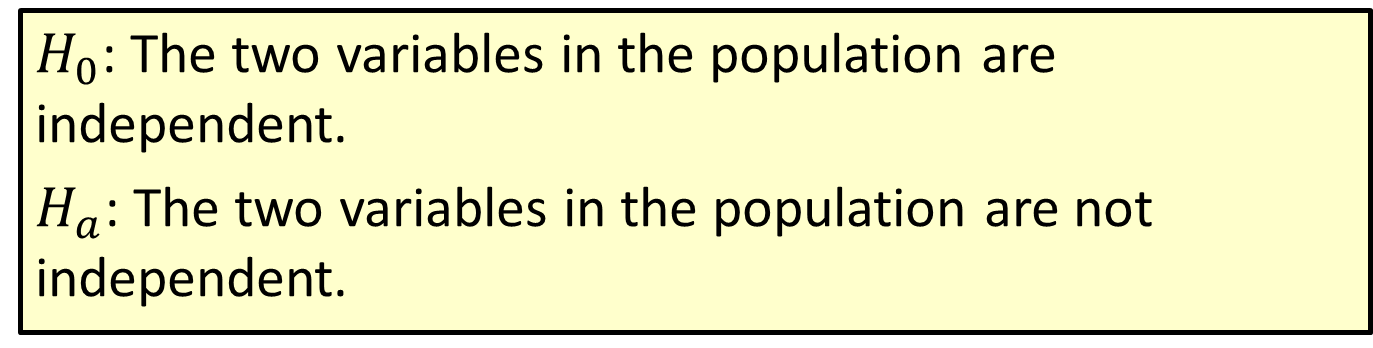 H₀: The two variables in the population are
independent.
Hₐ: The two variables in the population are not
independent.